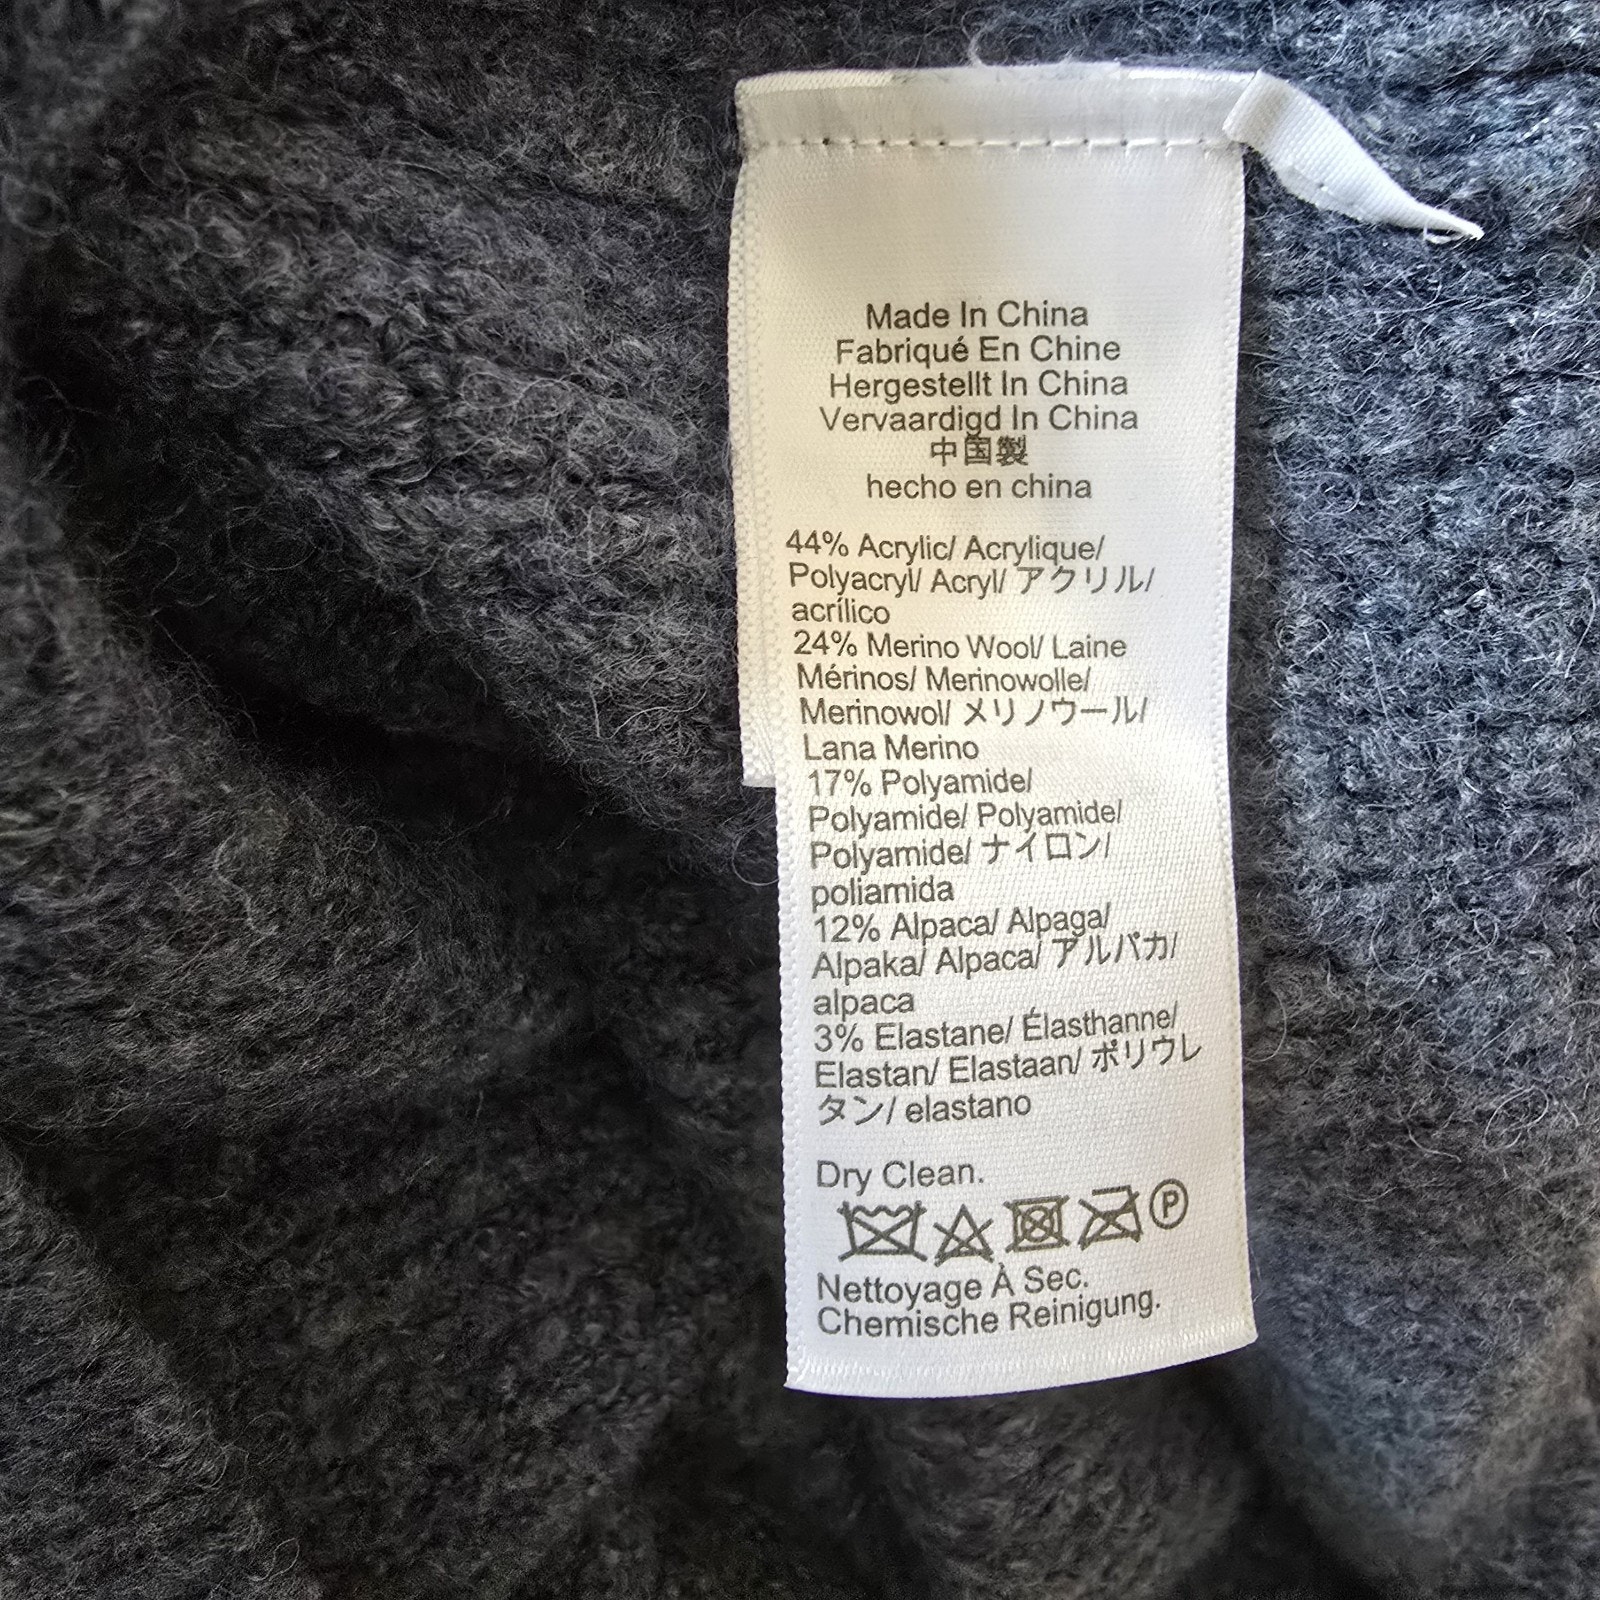 Made In China
Fabriqué En Chine
Hergestellt In China
Vervaardigd In China
中国製
hecho en china
44% Acrylic/ Acrylique/
Polyacryl/ Acryl/ アクリル/
acrílico
24% Merino Wool/ Laine
Mérinos/ Merinowolle/
Merinowol/ メリノウール/
Lana Merino
17% Polyamide/
Polyamide/ Polyamide/
Polyamide/ ナイロン/
poliamida
12% Alpaca/ Alpaga/
Alpaka/ Alpaca/ アルパカ/
alpaca
3% Elastane/ Élasthanne/
Elastan/ Elastaan/ ポリウレ
タン/ elastano
Dry Clean.
P
Nettoyage À Sec.
Chemische Reinigung.